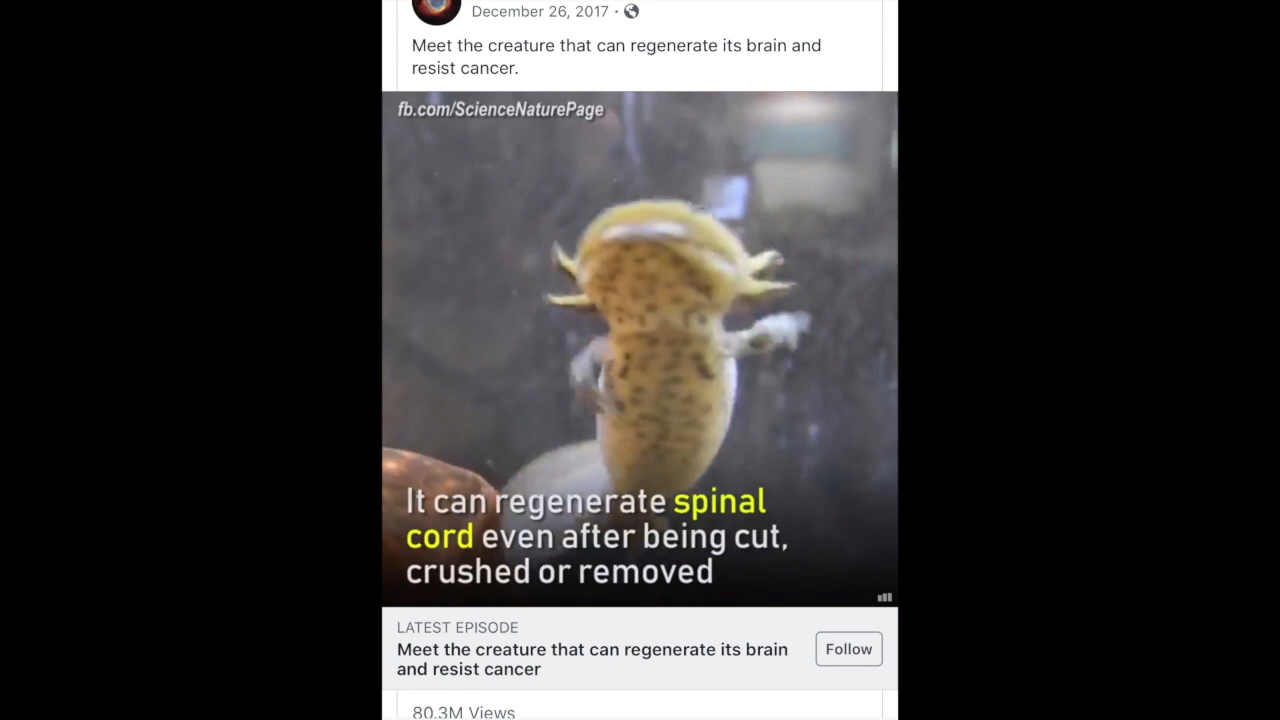 December 26, 2017 ·
Meet the creature that can regenerate its brain and
resist cancer.
fb.com/ScienceNaturePage
It can regenerate spinal
cord even after being cut,
crushed or removed
LATEST EPISODE
Meet the creature that can regenerate its brain
and resist cancer
Follow
80.3M Views